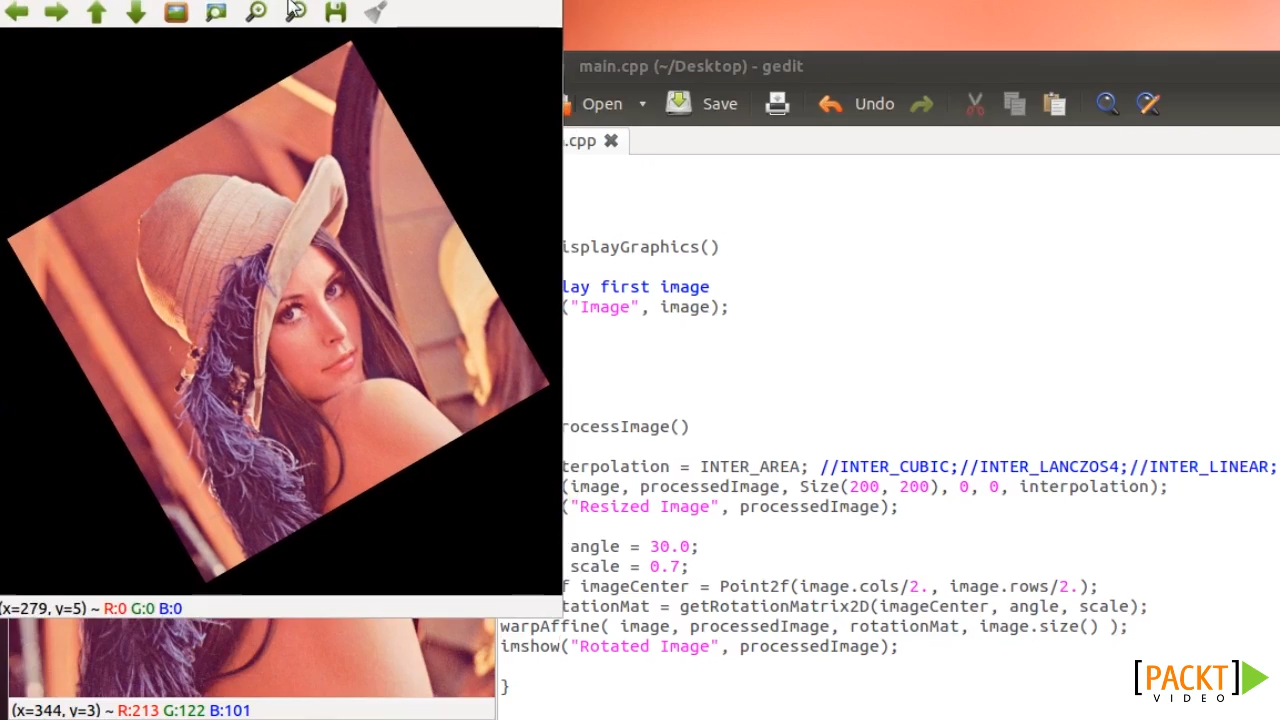 main.cpp (~/Desktop) - gedit
Open
Save
Undo
.cpp
isplayGraphics()
lay first image
("Image", image);
rocessImage()
terpolation = INTER_AREA; //INTER_CUBIC;//INTER_LANCZOS4;//INTER_LINEAR;
(image, processedImage, Size(200, 200), 0, 0, interpolation);
("Resized Image", processedImage);
angle = 30.0;
scale = 0.7;
f imageCenter = Point2f(image.cols/2., image.rows/2.);
tationMat = getRotationMatrix2D(imageCenter, angle, scale);
warpAffine( image, processedImage, rotationMat, image.size() );
imshow("Rotated Image", processedImage);
}
(x=279, y=5) ~ R:0 G:0 B:0
(x=344, y=3) ~ R:213 G:122 B:101
[PACKT]
VIDEO